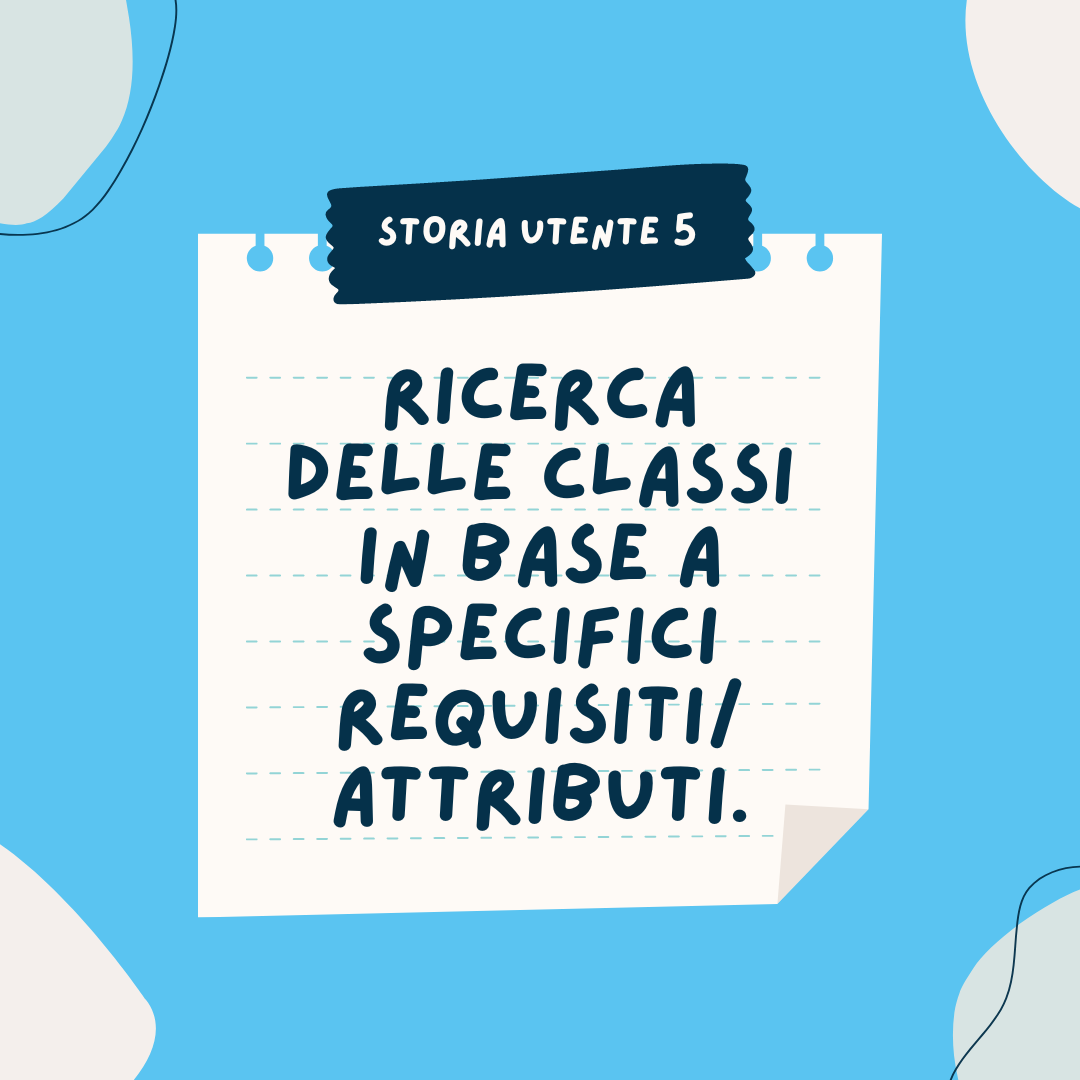 STORIA UTENTE 5
RICERCA
DELLE CLASSI
IN BASE A
SPECIFICI
REQUISITI/
ATTRIBUTI.